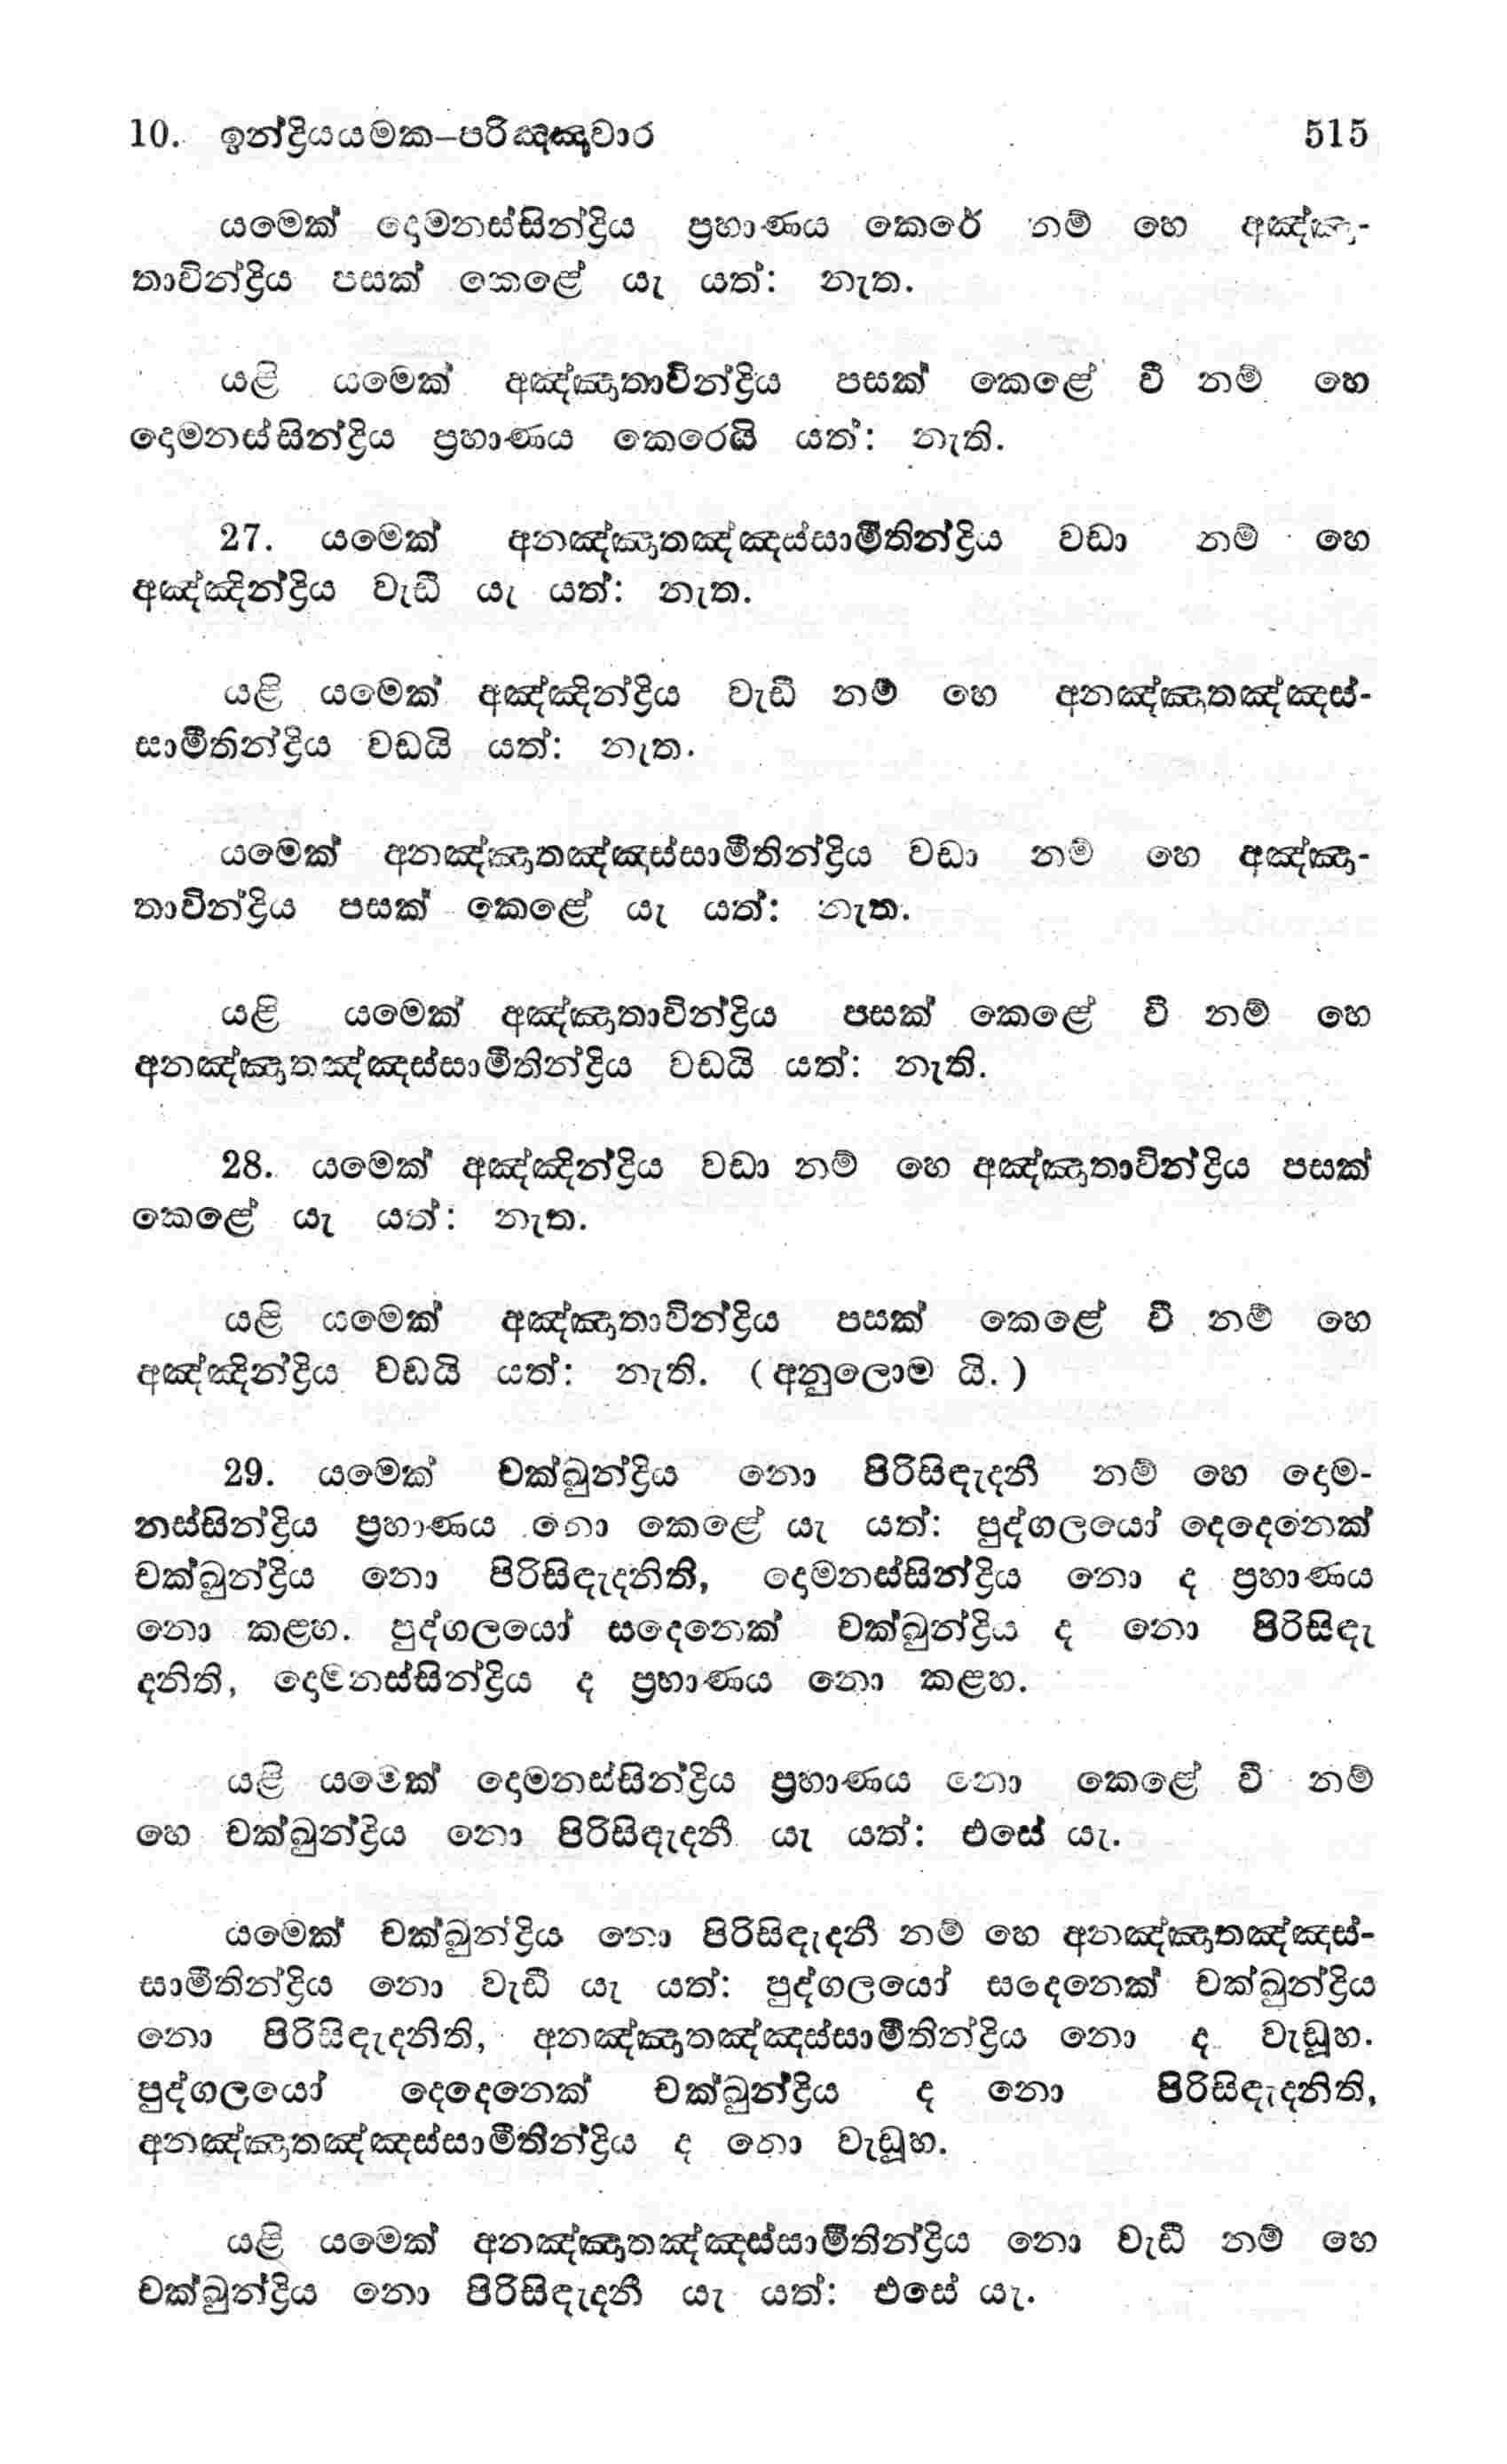 10. ඉන්ද්‍රියයමක–පරිඤ්ඤාවාර 515
යමෙක් දොමනස්සින්ද්‍රිය ප්‍රහාණය කෙරේ නම් හෙ අඤ්ඤා-
තාවින්ද්‍රිය පසක් කෙළේ යැ යත්: නැත.
යළි යමෙක් අඤ්ඤාතාවින්ද්‍රිය පසක් කෙළේ වී නම් හෙ
දොමනස්සින්ද්‍රිය ප්‍රහාණය කෙරෙයි යත්: නැති.
27. යමෙක් අනඤ්ඤාතඤ්ඤස්සාමීතින්ද්‍රිය වඩා නම් හෙ
අඤ්ඤින්ද්‍රිය වැඩී යැ යත්: නැත.
යළි යමෙක් අඤ්ඤින්ද්‍රිය වැඩී නම් හෙ අනඤ්ඤාතඤ්ඤස්-
සාමීතින්ද්‍රිය වඩයි යත්: නැත.
යමෙක් අනඤ්ඤාතඤ්ඤස්සාමීතින්ද්‍රිය වඩා නම් හෙ අඤ්ඤා-
තාවින්ද්‍රිය පසක් කෙළේ යැ යත්: නැත.
යළි යමෙක් අඤ්ඤාතාවින්ද්‍රිය පසක් කෙළේ වී නම් හෙ
අනඤ්ඤාතඤ්ඤස්සාමීතින්ද්‍රිය වඩයි යත්: නැති.
28. යමෙක් අඤ්ඤින්ද්‍රිය වඩා නම් හෙ අඤ්ඤාතාවින්ද්‍රිය පසක්
කෙළේ යැ යත්: නැත.
යළි යමෙක් අඤ්ඤාතාවින්ද්‍රිය පසක් කෙළේ වී නම් හෙ
අඤ්ඤින්ද්‍රිය වඩයි යත්: නැති. (අනුලොම යි.)
29. යමෙක් චක්ඛුන්ද්‍රිය නො පිරිසිඳැදනී නම් හෙ දොම-
නස්සින්ද්‍රිය ප්‍රහාණය නො කෙළේ යැ යත්: පුද්ගලයෝ දෙදෙනෙක්
චක්ඛුන්ද්‍රිය නො පිරිසිඳැදනිති, දොමනස්සින්ද්‍රිය නො ද ප්‍රහාණය
නො කළහ. පුද්ගලයෝ සදෙනෙක් චක්ඛුන්ද්‍රිය ද නො පිරිසිඳැ
දනිති, දොමනස්සින්ද්‍රිය ද ප්‍රහාණය නො කළහ.
යළි යමෙක් දොමනස්සින්ද්‍රිය ප්‍රහාණය නො කෙළේ වී නම්
හෙ චක්ඛුන්ද්‍රිය නො පිරිසිඳැදනී යැ යත්: එසේ යැ.
යමෙක් චක්ඛුන්ද්‍රිය නො පිරිසිඳැදනී නම් හෙ අනඤ්ඤාතඤ්ඤස්-
සාමීතින්ද්‍රිය නො වැඩී යැ යත්: පුද්ගලයෝ සදෙනෙක් චක්ඛුන්ද්‍රිය
නො පිරිසිඳැදනිති, අනඤ්ඤාතඤ්ඤස්සාමීතින්ද්‍රිය නො ද වැඩූහ.
පුද්ගලයෝ දෙදෙනෙක් චක්ඛුන්ද්‍රිය ද නො පිරිසිඳැදනිති,
අනඤ්ඤාතඤ්ඤස්සාමීතින්ද්‍රිය ද නො වැඩූහ.
යළි යමෙක් අනඤ්ඤාතඤ්ඤස්සාමීතින්ද්‍රිය නො වැඩී නම් හෙ
චක්ඛුන්ද්‍රිය නො පිරිසිඳැදනී යැ යත්: එසේ යැ.